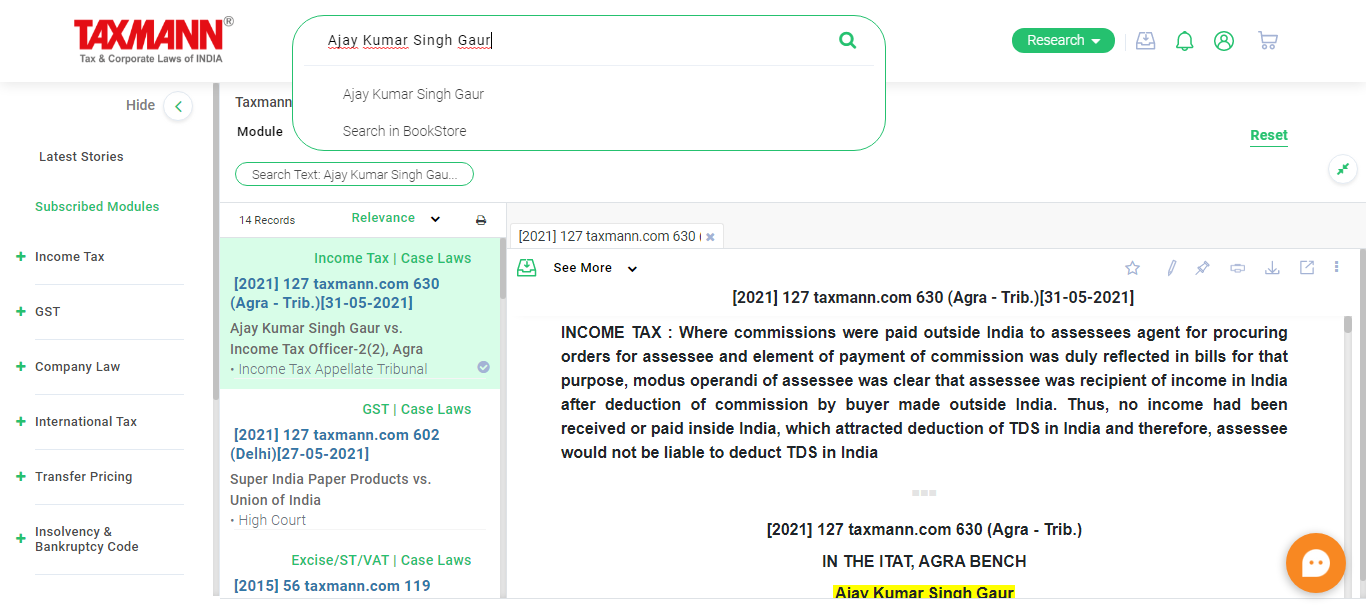 TAXMANN®
Tax & Corporate Laws of INDIA
Ajay Kumar Singh Gaur
Ajay Kumar Singh Gaur
Search in BookStore
Research
Hide
Latest Stories
Subscribed Modules
+ Income Tax
+ GST
+ Company Law
+ International Tax
+ Transfer Pricing
+ Insolvency &
Bankruptcy Code
Taxmann
Module
Reset
Search Text: Ajay Kumar Singh Gau...
14 Records
Relevance
Income Tax | Case Laws
[2021] 127 taxmann.com 630
(Agra - Trib.)[31-05-2021]
Ajay Kumar Singh Gaur vs.
Income Tax Officer-2(2), Agra
• Income Tax Appellate Tribunal
GST | Case Laws
[2021] 127 taxmann.com 602
(Delhi)[27-05-2021]
Super India Paper Products vs.
Union of India
• High Court
Excise/ST/VAT | Case Laws
[2015] 56 taxmann.com 119
[2021] 127 taxmann.com 630 (
See More
[2021] 127 taxmann.com 630 (Agra - Trib.)[31-05-2021]
INCOME TAX : Where commissions were paid outside India to assessees agent for procuring
orders for assessee and element of payment of commission was duly reflected in bills for that
purpose, modus operandi of assessee was clear that assessee was recipient of income in India
after deduction of commission by buyer made outside India. Thus, no income had been
received or paid inside India, which attracted deduction of TDS in India and therefore, assessee
would not be liable to deduct TDS in India
[2021] 127 taxmann.com 630 (Agra - Trib.)
IN THE ITAT, AGRA BENCH
Ajay Kumar Singh Gaur